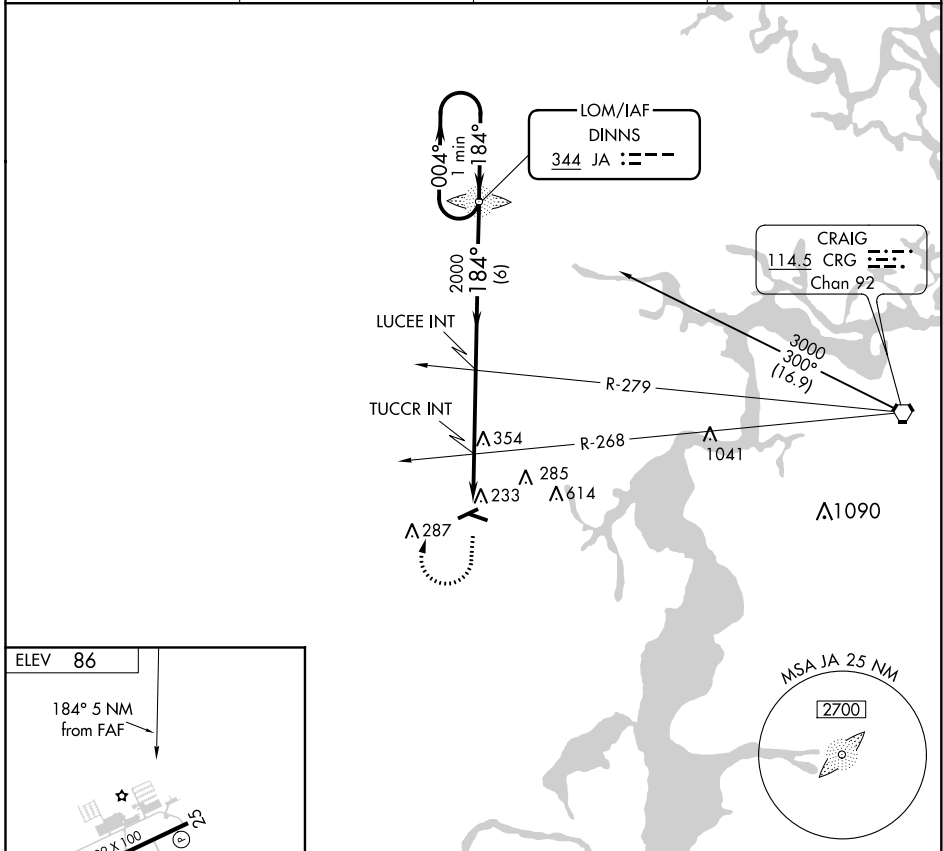 LOM/IAF
DINNS
344 JA
004°
1 min
184°
CRAIG
114.5 CRG
Chan 92
2000
184°
(6)
LUCEE INT
3000
300°
(16.9)
R-279
TUCCR INT
354
R-268
1041
285
233
614
1090
287
ELEV 86
184° 5 NM
from FAF
MSA JA 25 NM
2700
25
X 100
P